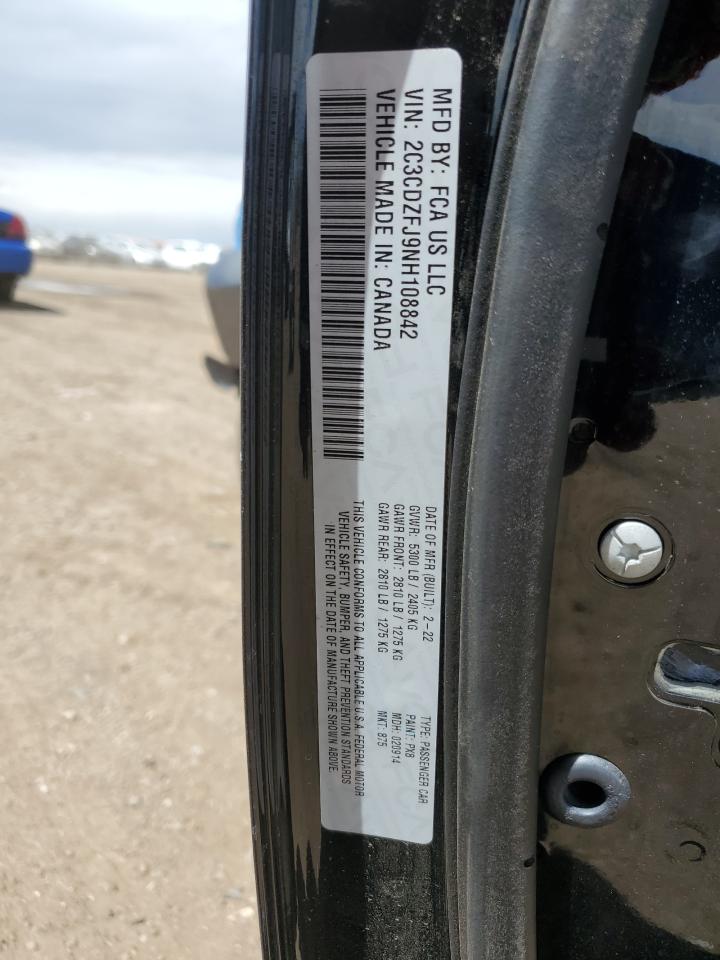 MFD BY: FCA US LLC
VIN: 2C3CDZFJ9NH108842
VEHICLE MADE IN: CANADA
DATE OF MFR (BUILT): 2-22
GVWR: 5300 LB / 2405 KG
GAWR FRONT: 2810 LB / 1275 KG
GAWR REAR: 2810 LB / 1275 KG
TYPE: PASSENGER CAR
PAINT: PX8
MDH: 020914
MKT: 875
THIS VEHICLE CONFORMS TO ALL APPLICABLE U.S.A. FEDERAL MOTOR
VEHICLE SAFETY, BUMPER, AND THEFT PREVENTION STANDARDS
IN EFFECT ON THE DATE OF MANUFACTURE SHOWN ABOVE.